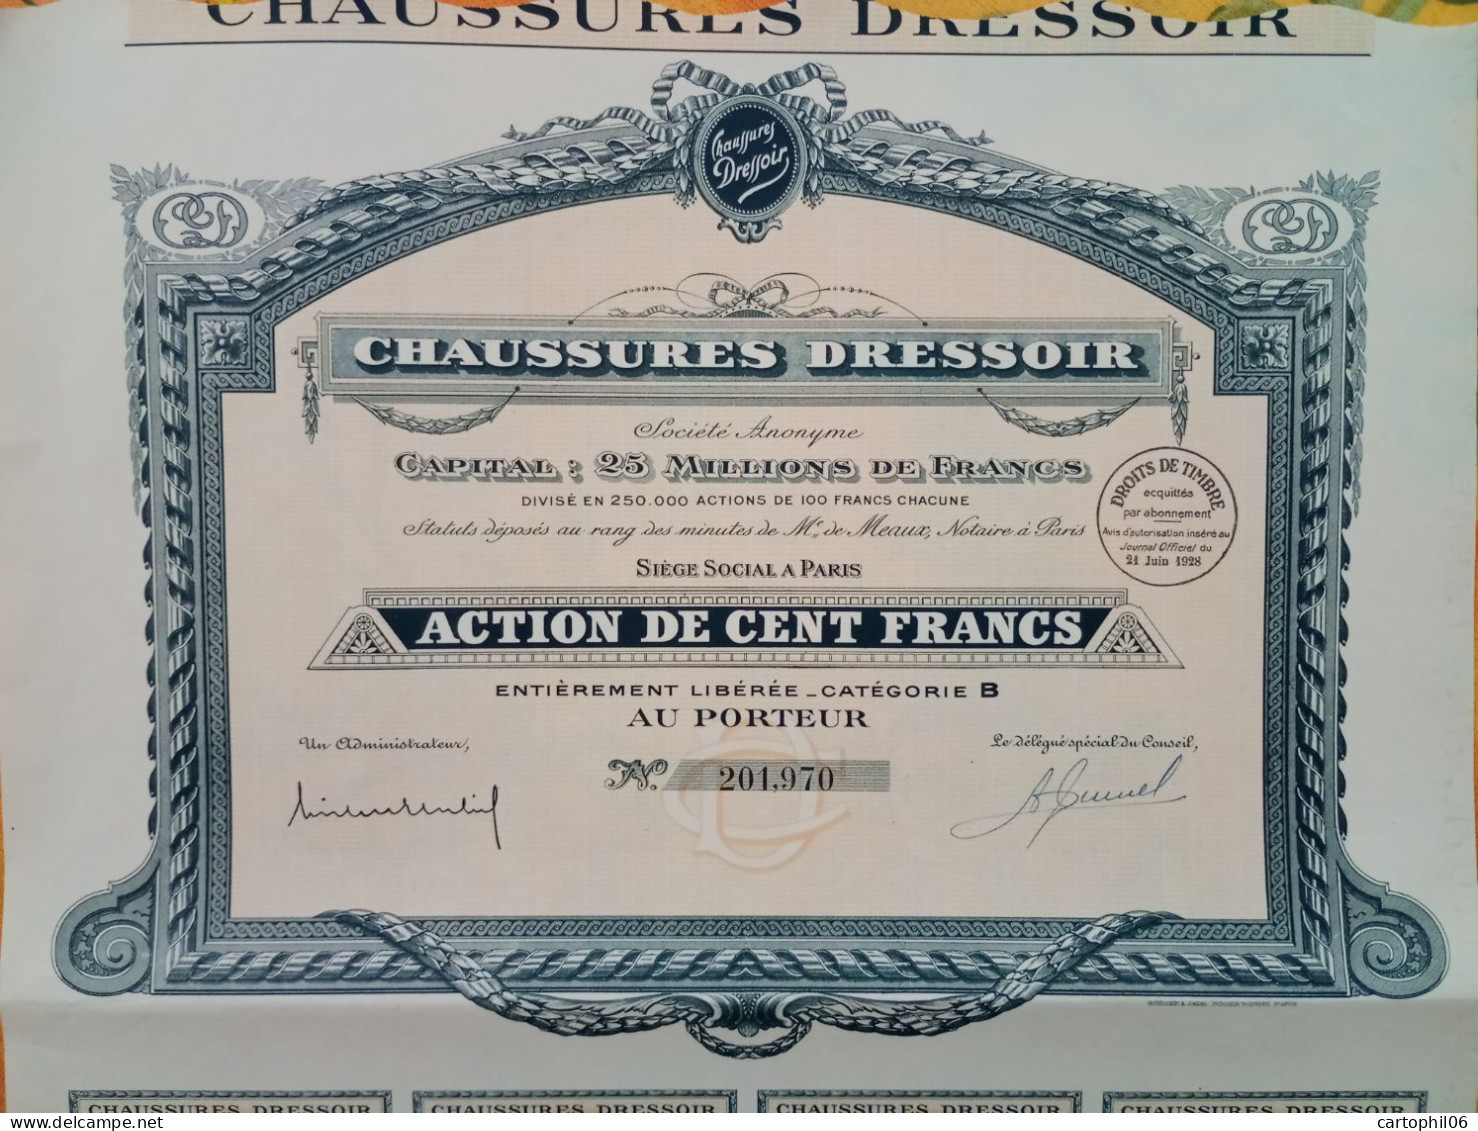 CHAUSSURES DRESSOIR
Chaussures
Dressoir
CHAUSSURES DRESSOIR
Société Anonyme
CAPITAL : 25 MILLIONS DE FRANCS
DIVISÉ EN 250.000 ACTIONS DE 100 FRANCS CHACUNE
Statuts déposés au rang des minutes de Me. de Meaux, Notaire à Paris
SIÈGE SOCIAL A PARIS
DROITS DE TIMBRE
acquittés
par abonnement
Avis d'autorisation inséré au
Journal Officiel du
21 Juin 1928
ACTION DE CENT FRANCS
ENTIÈREMENT LIBÉRÉE _ CATÉGORIE B
AU PORTEUR
Un Administrateur,
Le délégué spécial du Conseil,
No. 201,970
CHAUSSURES DRESSOIR
CHAUSSURES DRESSOIR
CHAUSSURES DRESSOIR
CHAUSSURES DRESSOIR
delcampe.net
cartophil06